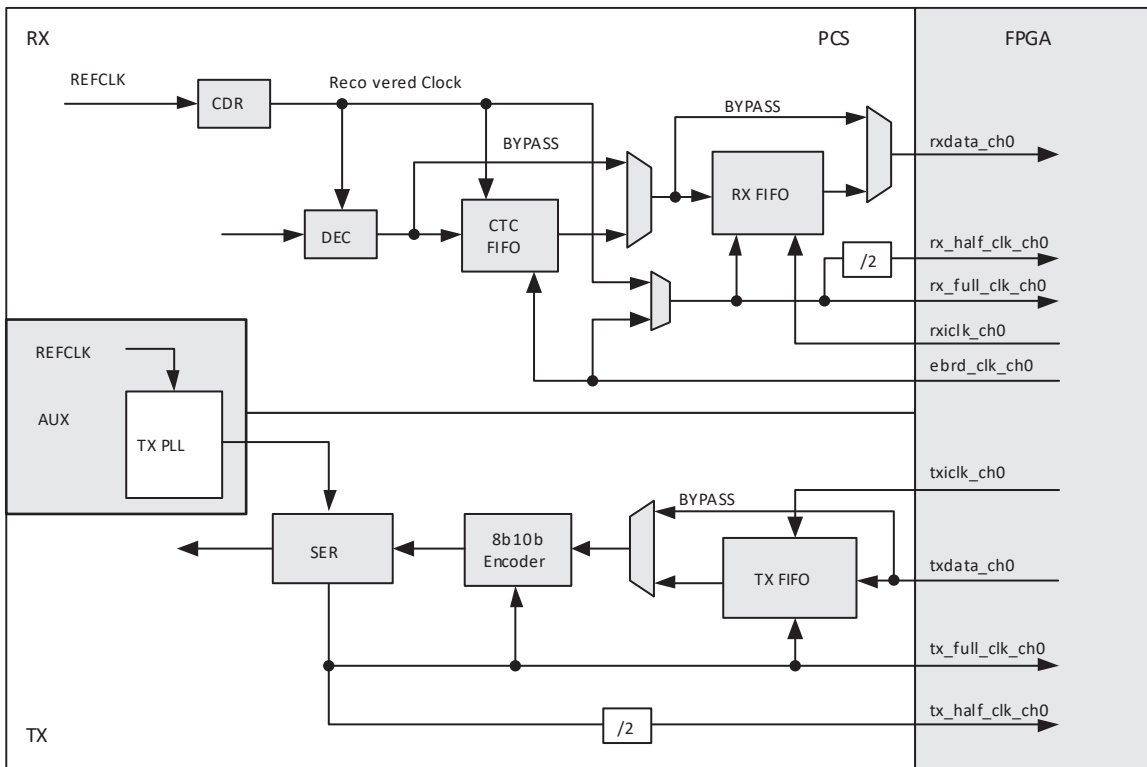 RX
PCS
FPGA
REFCLK
CDR
Reco vered Clock
BYPASS
BYPASS
rxdata_ch0
RX FIFO
DEC
CTC
FIFO
/2
rx_half_clk_ch0
rx_full_clk_ch0
rxiclk_ch0
ebrd_clk_ch0
REFCLK
AUX
TX PLL
txiclk_ch0
BYPASS
SER
8b10b
Encoder
TX FIFO
txdata_ch0
tx_full_clk_ch0
tx_half_clk_ch0
/2
TX